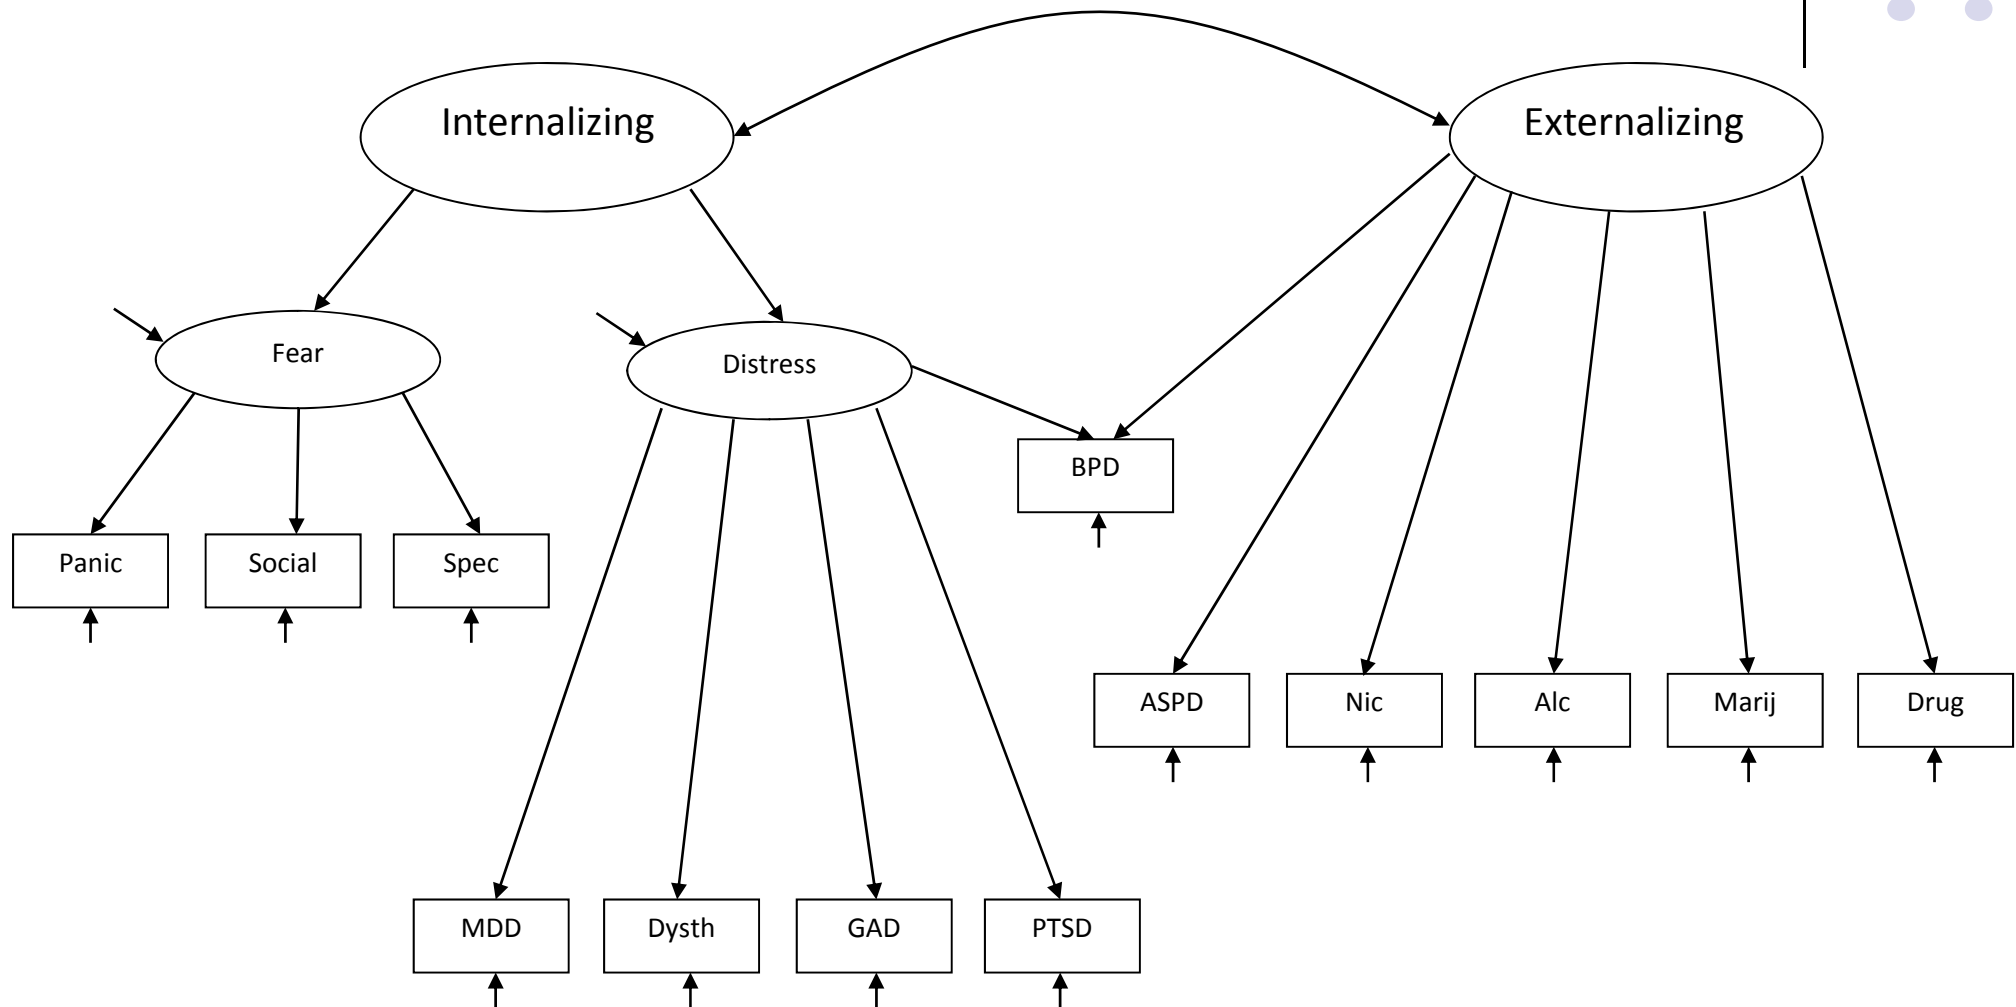 Internalizing
Externalizing
Fear
Distress
BPD
Panic
Social
Spec
ASPD
Nic
Alc
Marij
Drug
MDD
Dysth
GAD
PTSD